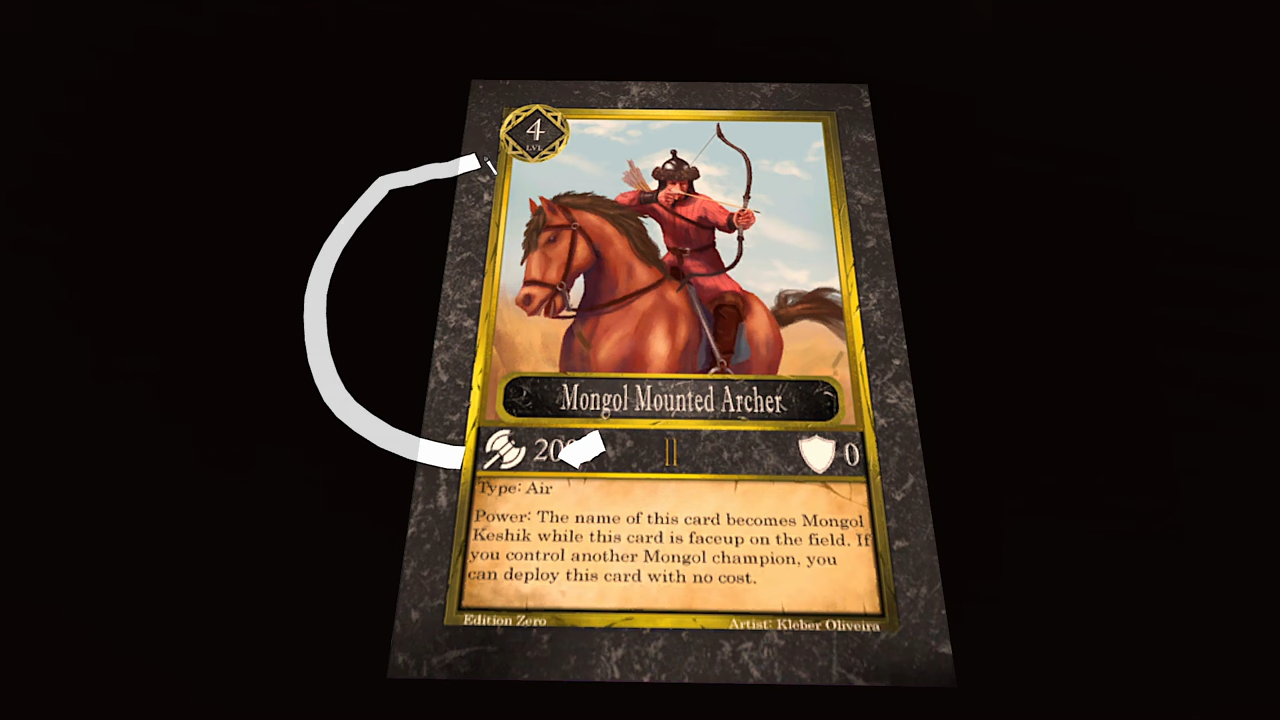 4
LVL
Mongol Mounted Archer
II 0
Type: Air
Power: The name of this card becomes Mongol
Keshik while this card is faceup on the field. If
you control another Mongol champion, you
can deploy this card with no cost.
Edition Zero Artist: Kleber Oliveira